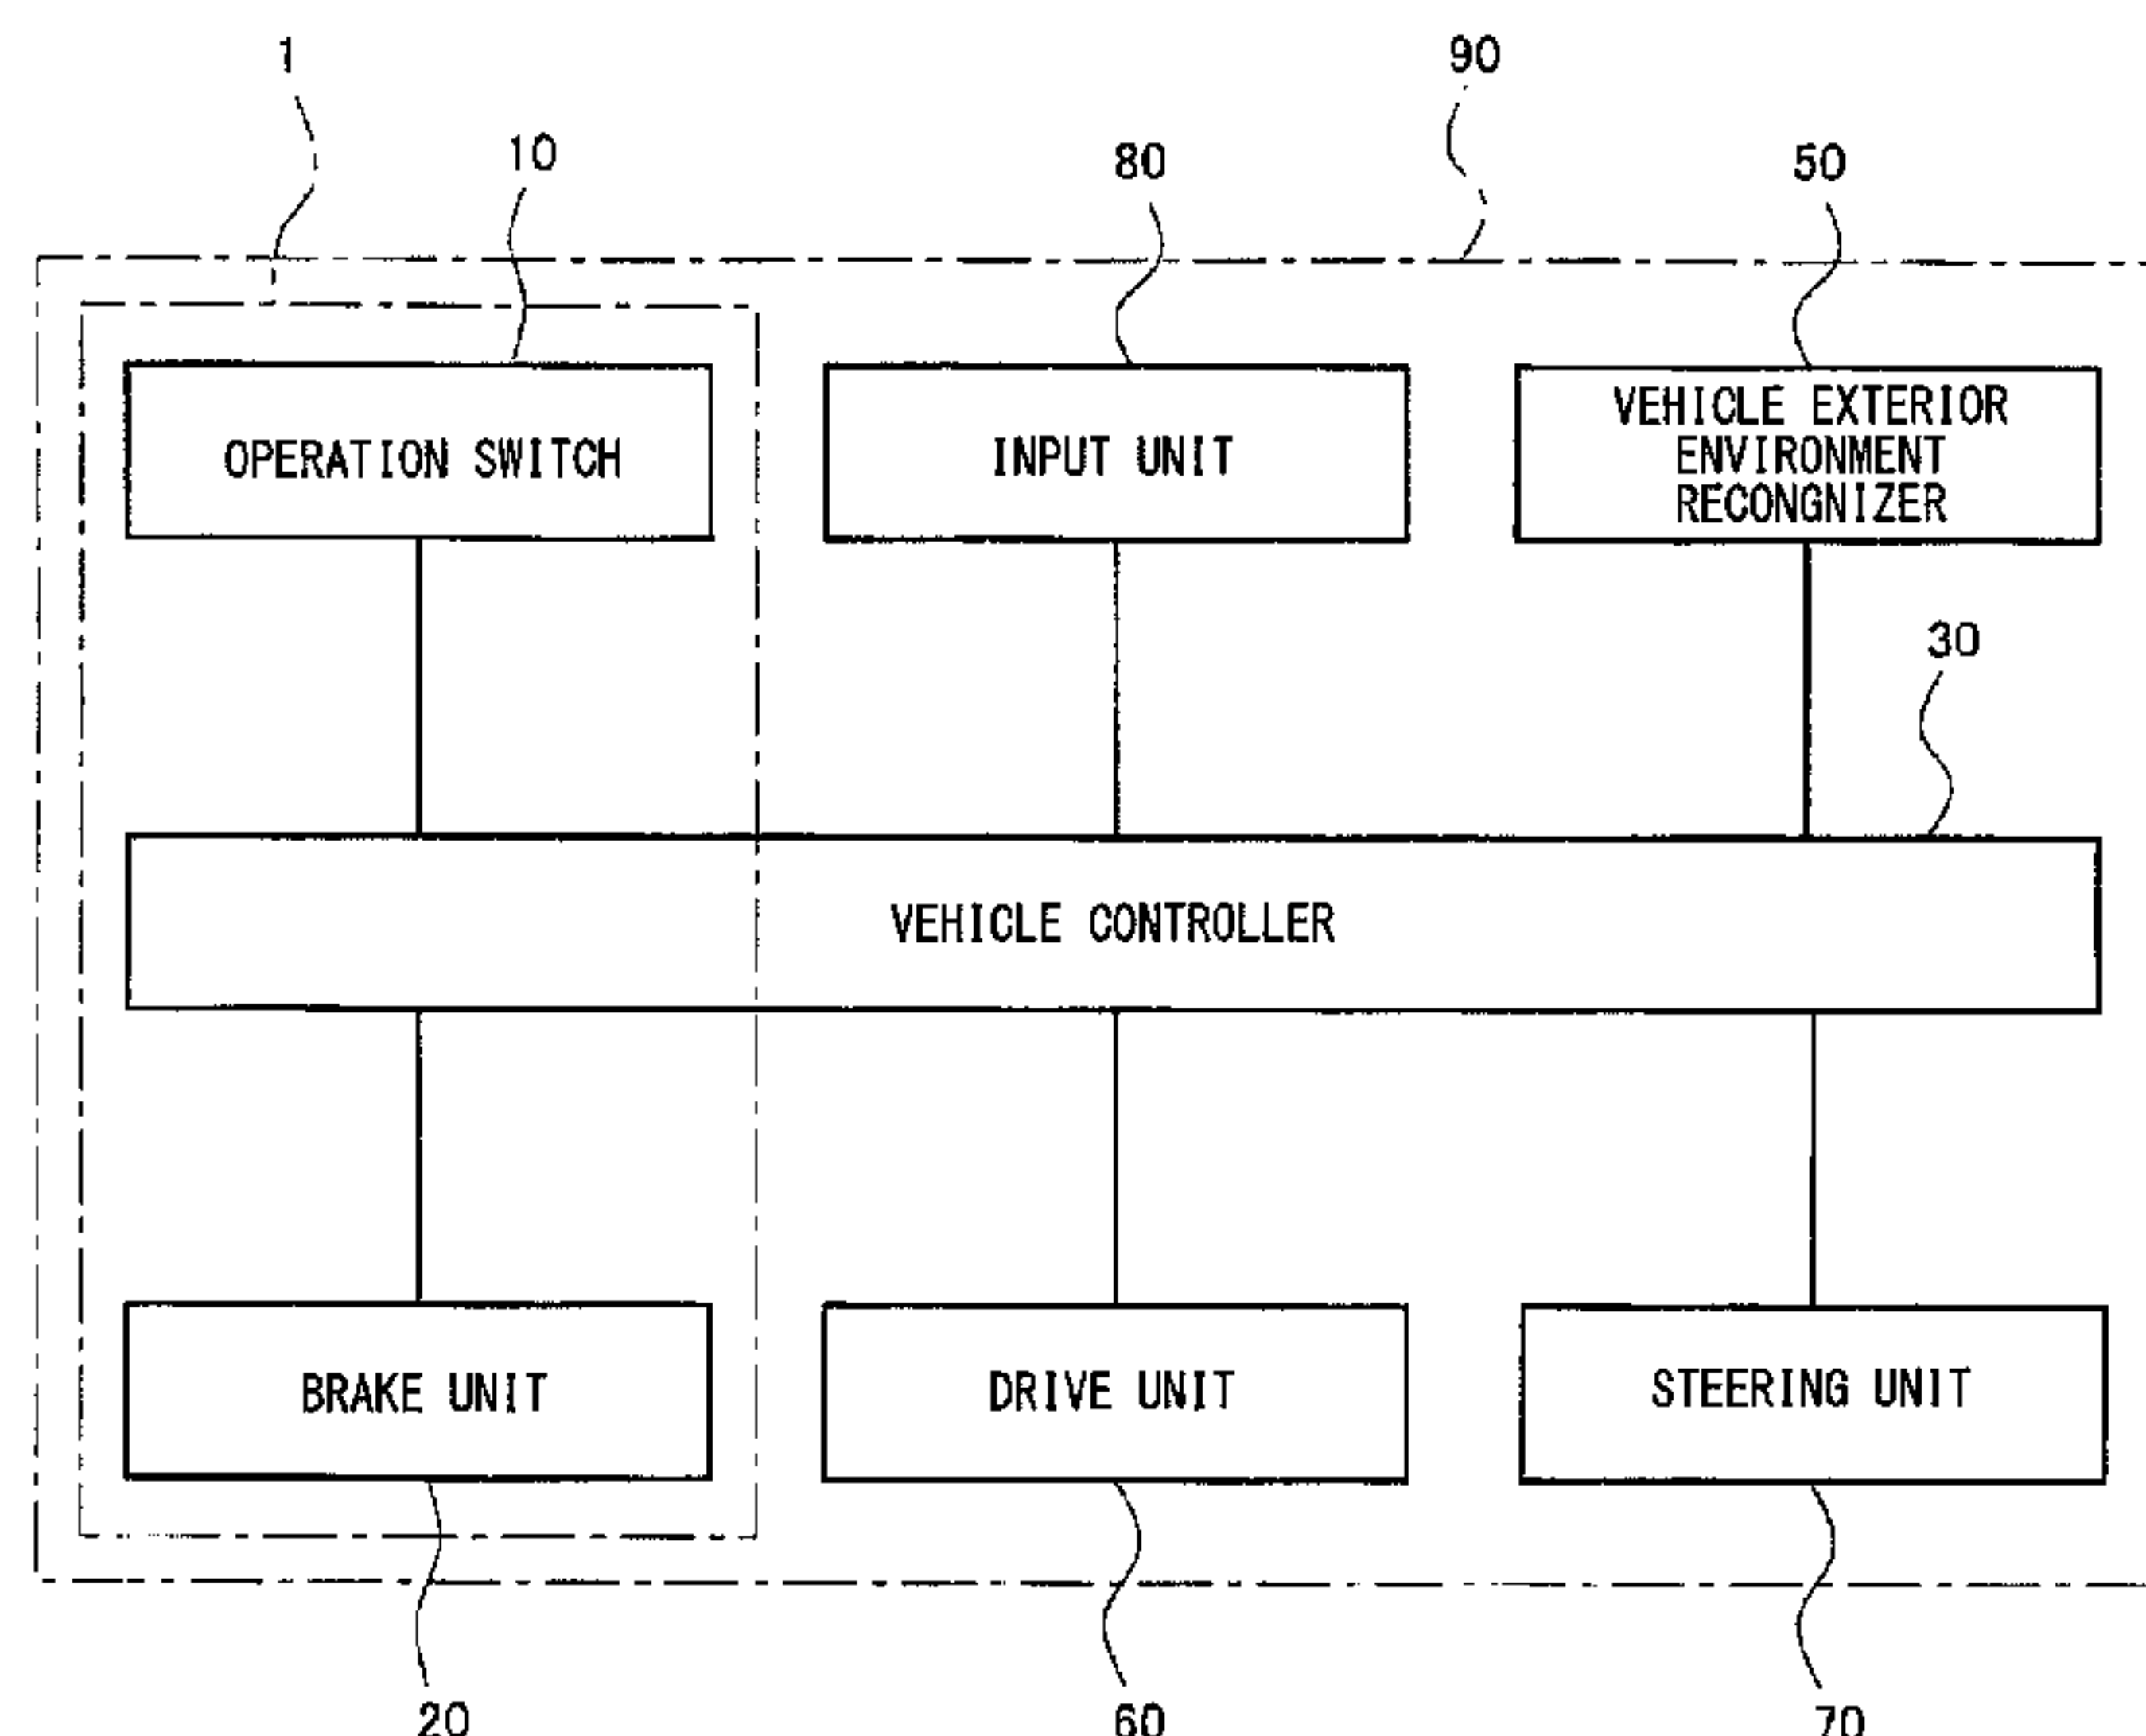 1
90
10
80
50
OPERATION SWITCH
INPUT UNIT
VEHICLE EXTERIOR
ENVIRONMENT
RECONGNIZER
30
VEHICLE CONTROLLER
BRAKE UNIT
DRIVE UNIT
STEERING UNIT
20
60
70